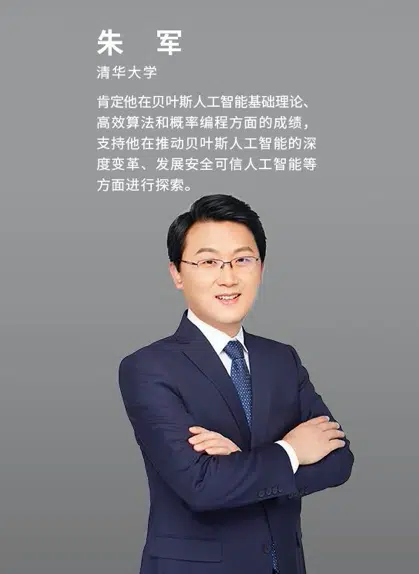 朱 军
清华大学
肯定他在贝叶斯人工智能基础理论、
高效算法和概率编程方面的成绩，
支持他在推动贝叶斯人工智能的深
度变革、发展安全可信人工智能等
方面进行探索。